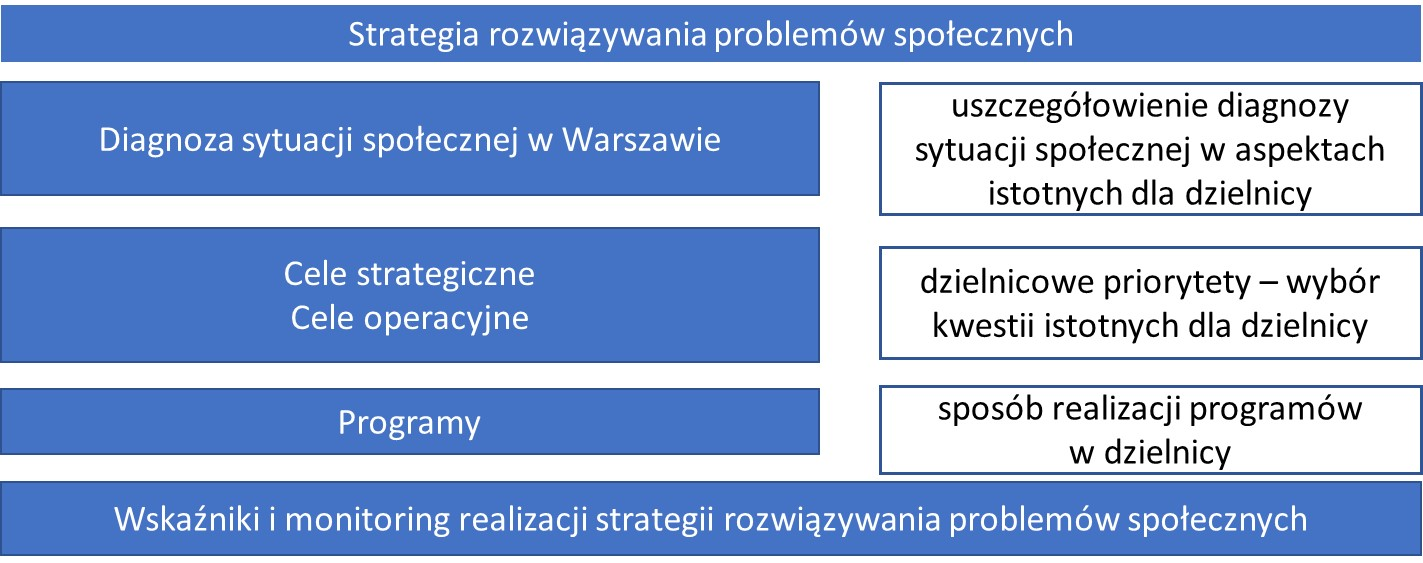 Strategia rozwiązywania problemów społecznych
Diagnoza sytuacji społecznej w Warszawie
uszczegółowienie diagnozy
sytuacji społecznej w aspektach
istotnych dla dzielnicy
Cele strategiczne
Cele operacyjne
dzielnicowe priorytety – wybór
kwestii istotnych dla dzielnicy
Programy
sposób realizacji programów
w dzielnicy
Wskaźniki i monitoring realizacji strategii rozwiązywania problemów społecznych